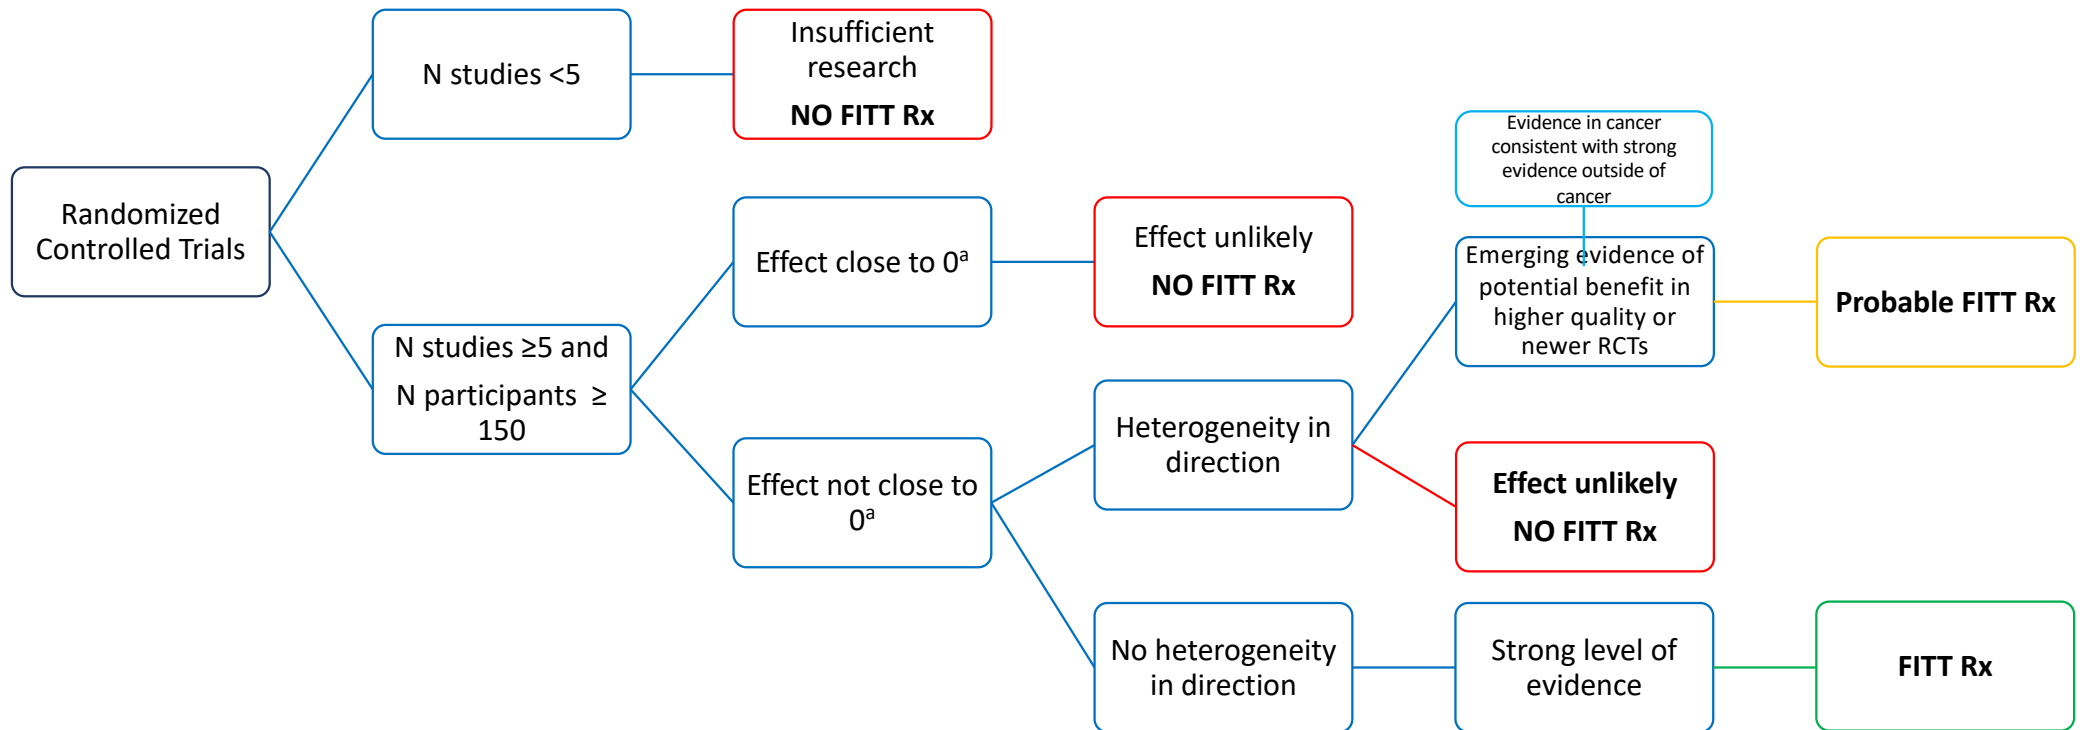 Randomized
Controlled Trials
N studies <5
Insufficient
research
NO FITT Rx
N studies ≥5 and
N participants ≥
150
Effect close to 0ᵃ
Effect unlikely
NO FITT Rx
Effect not close to
0ᵃ
Heterogeneity in
direction
Evidence in cancer
consistent with strong
evidence outside of
cancer
Emerging evidence of
potential benefit in
higher quality or
newer RCTs
Probable FITT Rx
Effect unlikely
NO FITT Rx
No heterogeneity
in direction
Strong level of
evidence
FITT Rx